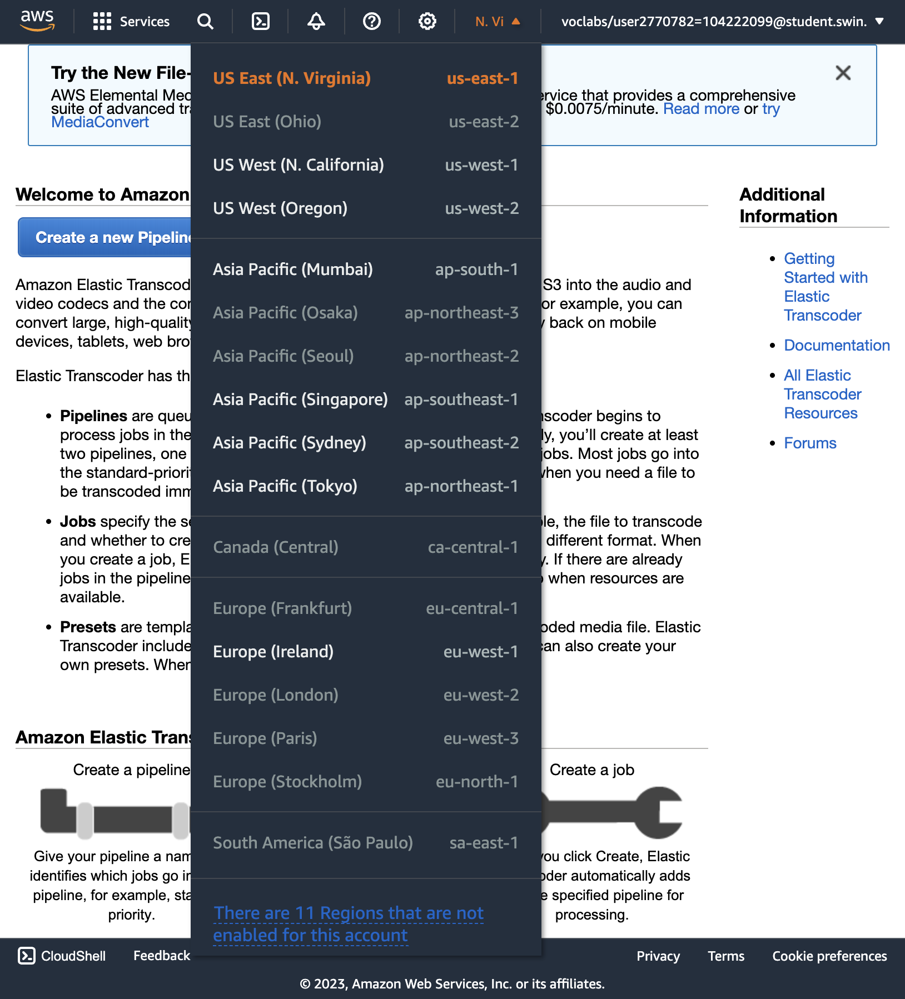 aws
Services
N. Vi
voclabs/user2770782=104222099@student.swin.
Try the New File-
AWS Elemental Med
service that provides a comprehensive
suite of advanced tra
$0.0075/minute. Read more or try
MediaConvert
US East (N. Virginia) us-east-1
US East (Ohio) us-east-2
US West (N. California) us-west-1
US West (Oregon) us-west-2
Asia Pacific (Mumbai) ap-south-1
Asia Pacific (Osaka) ap-northeast-3
Asia Pacific (Seoul) ap-northeast-2
Asia Pacific (Singapore) ap-southeast-1
Asia Pacific (Sydney) ap-southeast-2
Asia Pacific (Tokyo) ap-northeast-1
Canada (Central) ca-central-1
Europe (Frankfurt) eu-central-1
Europe (Ireland) eu-west-1
Europe (London) eu-west-2
Europe (Paris) eu-west-3
Europe (Stockholm) eu-north-1
South America (São Paulo) sa-east-1
There are 11 Regions that are not
enabled for this account
Welcome to Amazon
Create a new Pipeline
Amazon Elastic Transcod
S3 into the audio and
video codecs and the cor
or example, you can
convert large, high-quality
y back on mobile
devices, tablets, web bro
Elastic Transcoder has th
Pipelines are queu
nscoder begins to
process jobs in the
ly, you’ll create at least
two pipelines, one
jobs. Most jobs go into
the standard-priorit
when you need a file to
be transcoded imm
Jobs specify the se
ple, the file to transcode
and whether to cre
different format. When
you create a job, E
y. If there are already
jobs in the pipeline
when resources are
available.
Presets are templa
oded media file. Elastic
Transcoder include
can also create your
own presets. When
Additional
Information
Getting
Started with
Elastic
Transcoder
Documentation
All Elastic
Transcoder
Resources
Forums
Amazon Elastic Trans
Create a pipeline
Create a job
Give your pipeline a nam
you click Create, Elastic
identifies which jobs go in
oder automatically adds
pipeline, for example, sta
e specified pipeline for
priority.
processing.
CloudShell
Feedback
Privacy
Terms
Cookie preferences
© 2023, Amazon Web Services, Inc. or its affiliates.